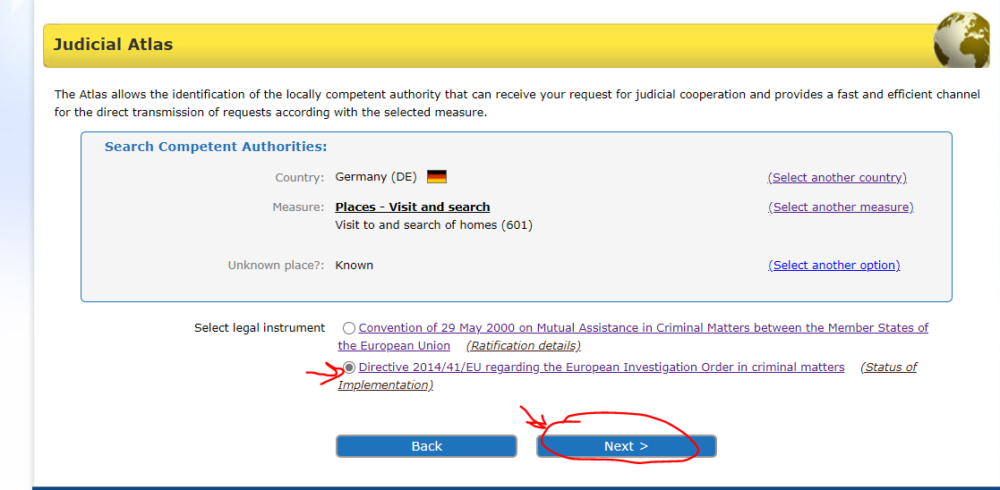 Judicial Atlas
The Atlas allows the identification of the locally competent authority that can receive your request for judicial cooperation and provides a fast and efficient channel
for the direct transmission of requests according with the selected measure.
Search Competent Authorities:
Country: Germany (DE) (Select another country)
Measure: Places - Visit and search (Select another measure)
Visit to and search of homes (601)
Unknown place?: Known (Select another option)
Select legal instrument Convention of 29 May 2000 on Mutual Assistance in Criminal Matters between the Member States of
the European Union (Ratification details)
Directive 2014/41/EU regarding the European Investigation Order in criminal matters (Status of
Implementation)
Back Next >